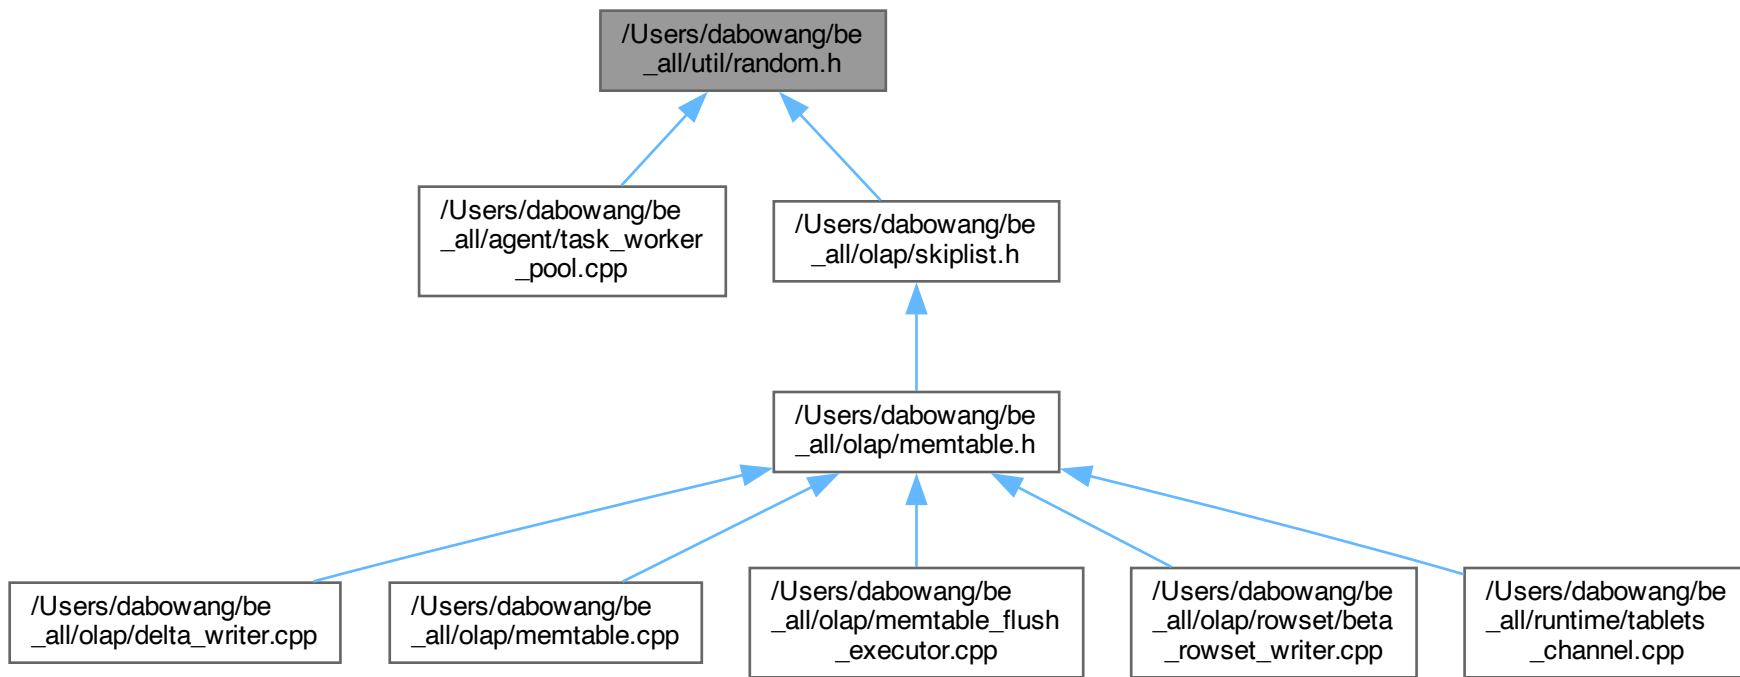 /Users/dabowang/be
_all/util/random.h
/Users/dabowang/be
_all/agent/task_worker
_pool.cpp
/Users/dabowang/be
_all/olap/skiplist.h
/Users/dabowang/be
_all/olap/memtable.h
/Users/dabowang/be
_all/olap/delta_writer.cpp
/Users/dabowang/be
_all/olap/memtable.cpp
/Users/dabowang/be
_all/olap/memtable_flush
_executor.cpp
/Users/dabowang/be
_all/olap/rowset/beta
_rowset_writer.cpp
/Users/dabowang/be
_all/runtime/tablets
_channel.cpp